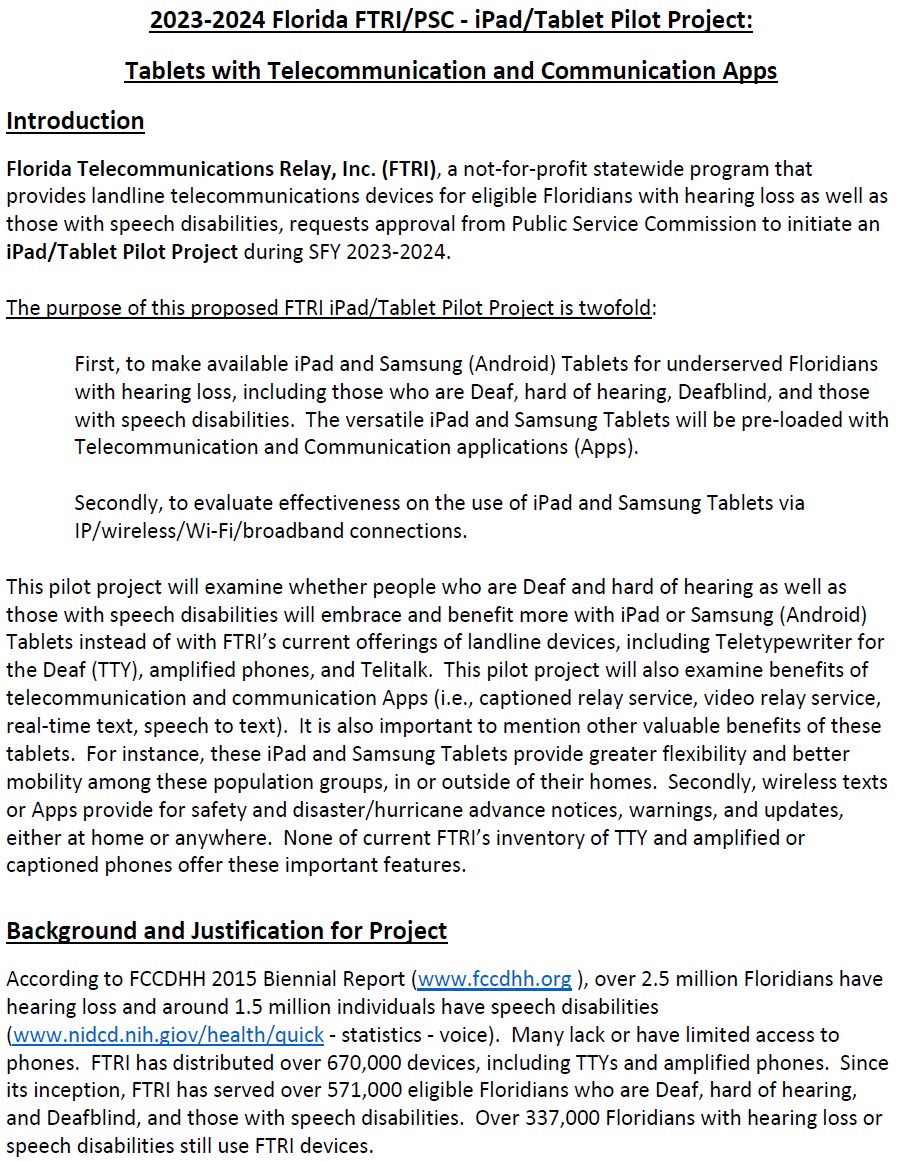 2023-2024 Florida FTRI/PSC - iPad/Tablet Pilot Project:
Tablets with Telecommunication and Communication Apps
Introduction
Florida Telecommunications Relay, Inc. (FTRI), a not-for-profit statewide program that
provides landline telecommunications devices for eligible Floridians with hearing loss as well as
those with speech disabilities, requests approval from Public Service Commission to initiate an
iPad/Tablet Pilot Project during SFY 2023-2024.
The purpose of this proposed FTRI iPad/Tablet Pilot Project is twofold:
First, to make available iPad and Samsung (Android) Tablets for underserved Floridians
with hearing loss, including those who are Deaf, hard of hearing, Deafblind, and those
with speech disabilities.  The versatile iPad and Samsung Tablets will be pre-loaded with
Telecommunication and Communication applications (Apps).
Secondly, to evaluate effectiveness on the use of iPad and Samsung Tablets via
IP/wireless/Wi-Fi/broadband connections.
This pilot project will examine whether people who are Deaf and hard of hearing as well as
those with speech disabilities will embrace and benefit more with iPad or Samsung (Android)
Tablets instead of with FTRI’s current offerings of landline devices, including Teletypewriter for
the Deaf (TTY), amplified phones, and Telitalk.  This pilot project will also examine benefits of
telecommunication and communication Apps (i.e., captioned relay service, video relay service,
real-time text, speech to text).  It is also important to mention other valuable benefits of these
tablets.  For instance, these iPad and Samsung Tablets provide greater flexibility and better
mobility among these population groups, in or outside of their homes.  Secondly, wireless texts
or Apps provide for safety and disaster/hurricane advance notices, warnings, and updates,
either at home or anywhere.  None of current FTRI’s inventory of TTY and amplified or
captioned phones offer these important features.
Background and Justification for Project
According to FCCDHH 2015 Biennial Report (www.fccdhh.org ), over 2.5 million Floridians have
hearing loss and around 1.5 million individuals have speech disabilities
(www.nidcd.nih.giov/health/quick - statistics - voice).  Many lack or have limited access to
phones.  FTRI has distributed over 670,000 devices, including TTYs and amplified phones.  Since
its inception, FTRI has served over 571,000 eligible Floridians who are Deaf, hard of hearing,
and Deafblind, and those with speech disabilities.  Over 337,000 Floridians with hearing loss or
speech disabilities still use FTRI devices.